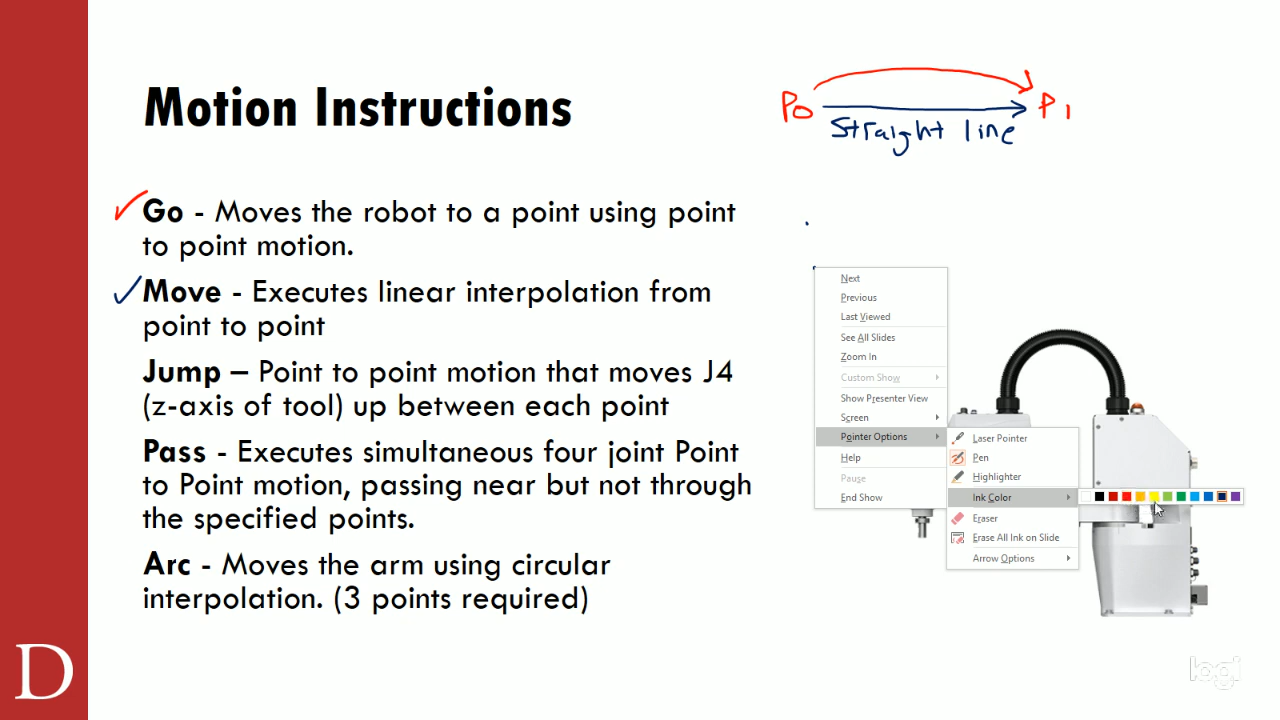 Motion Instructions
P0 P1
Straight line
Go - Moves the robot to a point using point
to point motion.
Move - Executes linear interpolation from
point to point
Jump – Point to point motion that moves J4
(z-axis of tool) up between each point
Pass - Executes simultaneous four joint Point
to Point motion, passing near but not through
the specified points.
Arc - Moves the arm using circular
interpolation. (3 points required)
Next
Previous
Last Viewed
See All Slides
Zoom In
Custom Show
Show Presenter View
Screen
Pointer Options
Help
Pause
End Show
Laser Pointer
Pen
Highlighter
Ink Color
Eraser
Erase All Ink on Slide
Arrow Options
D
logi